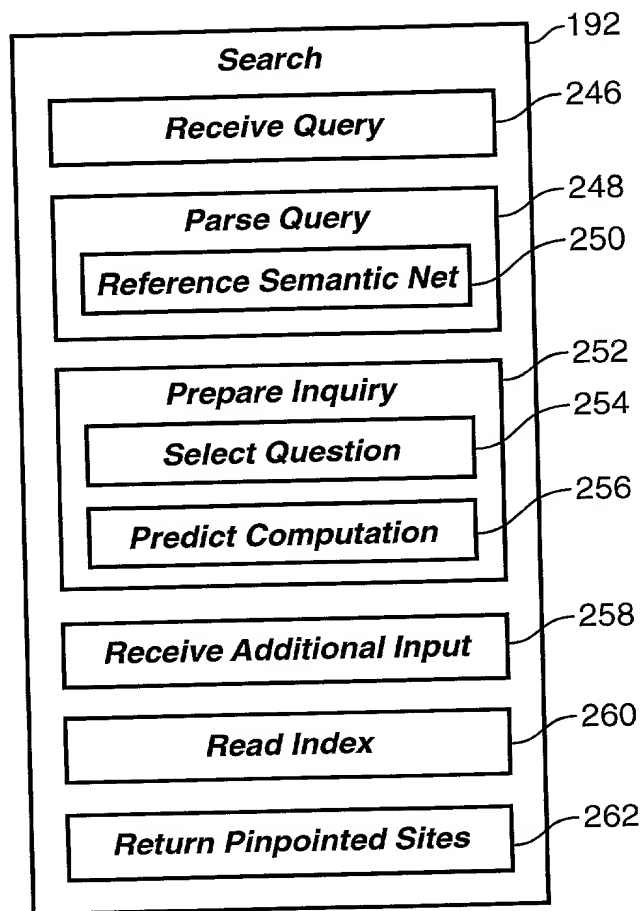 192
Search
246
Receive Query
248
Parse Query
250
Reference Semantic Net
252
Prepare Inquiry
254
Select Question
256
Predict Computation
258
Receive Additional Input
260
Read Index
262
Return Pinpointed Sites